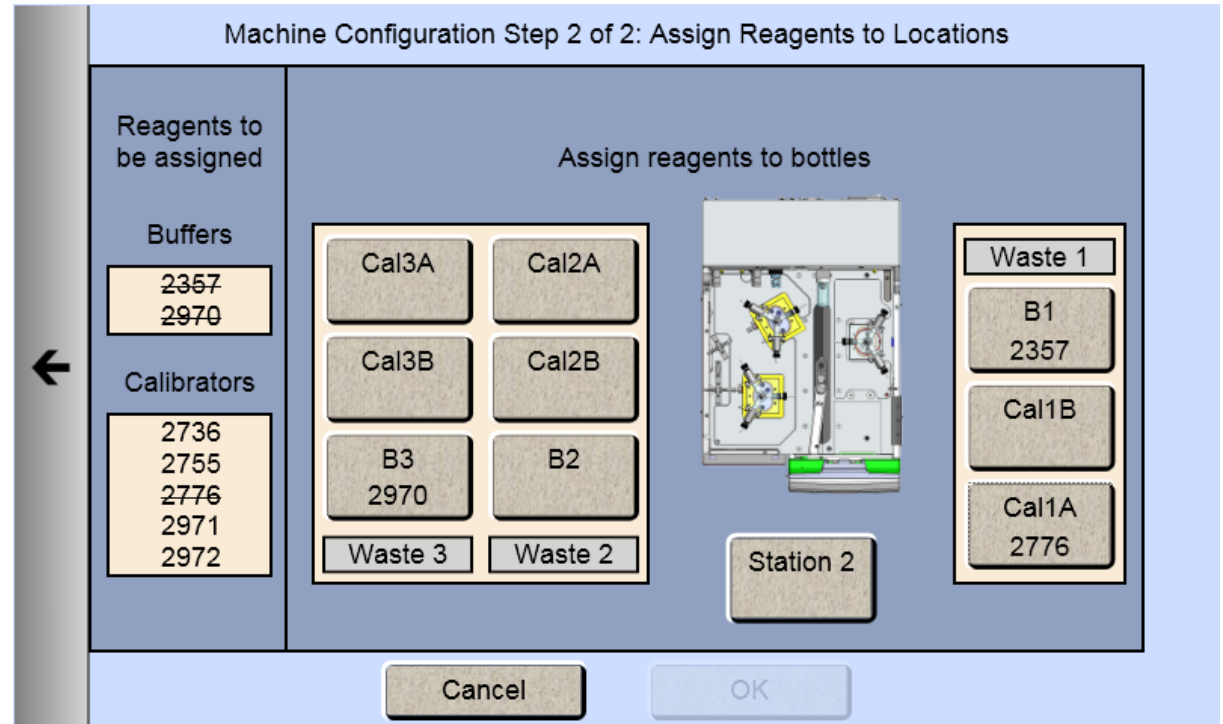 Machine Configuration Step 2 of 2: Assign Reagents to Locations
Reagents to
be assigned
Buffers
2357
2970
Calibrators
2736
2755
2776
2971
2972
Assign reagents to bottles
Cal3A
Cal2A
Cal3B
Cal2B
B3
2970
B2
Waste 3
Waste 2
Station 2
Waste 1
B1
2357
Cal1B
Cal1A
2776
Cancel
OK